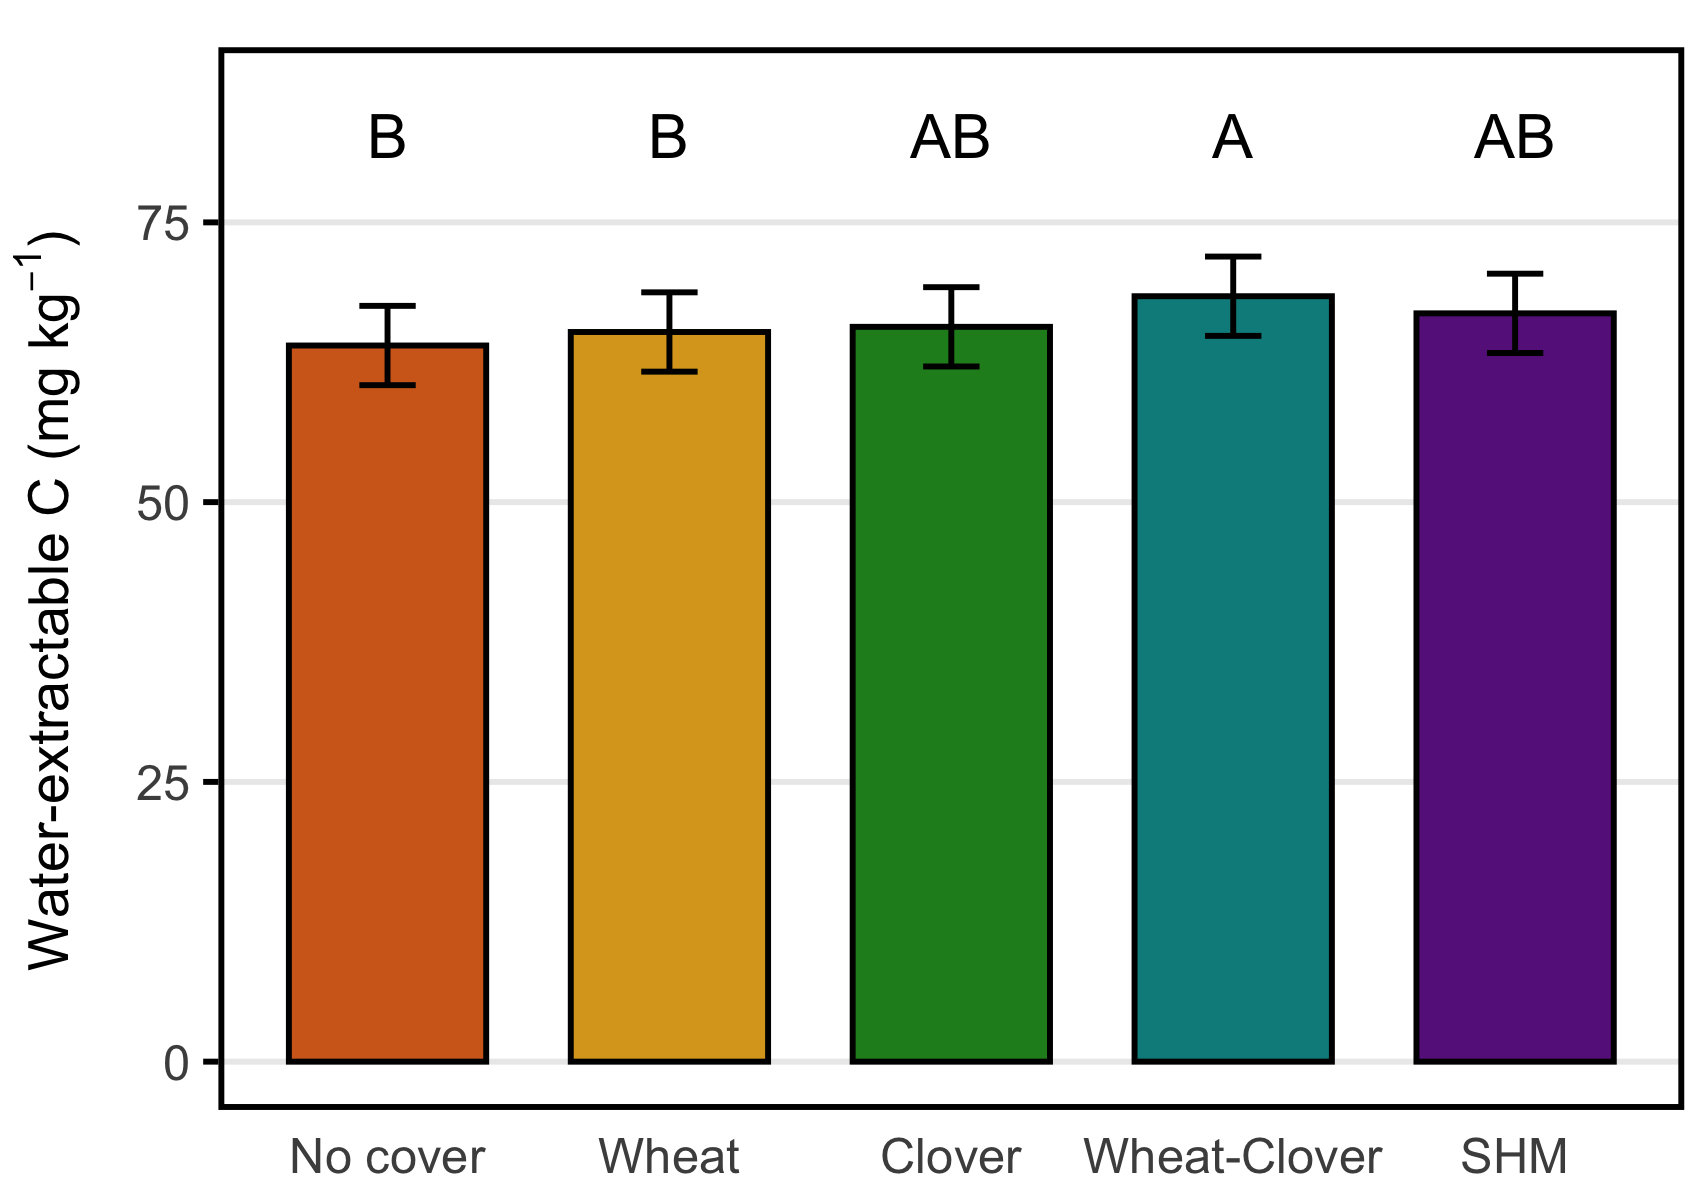 B B AB A AB
75
50
25
0
Water-extractable C (mg kg⁻¹)
No cover Wheat Clover Wheat-Clover SHM